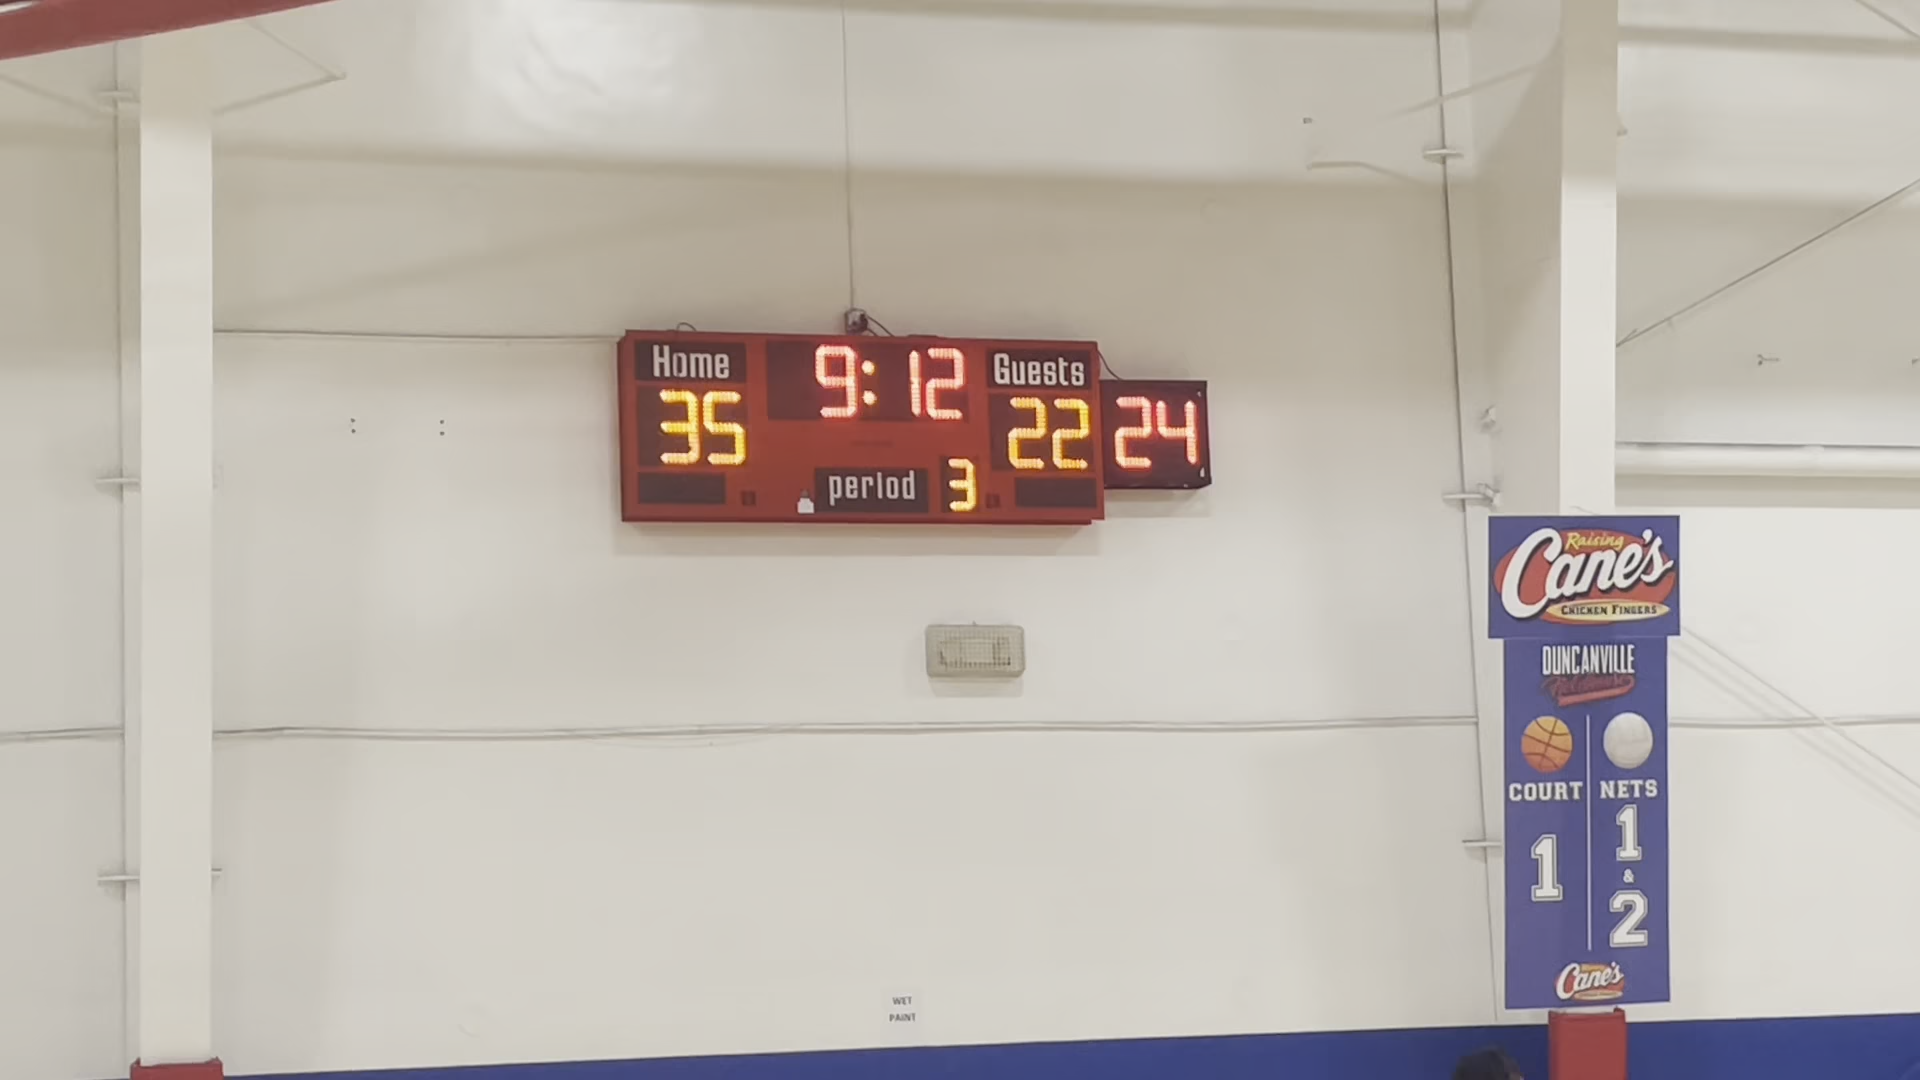 Home
9:12
Guests
35
22
24
period
3
Raising
Cane's
CHICKEN FINGERS
DUNCANVILLE
Fieldhouse
COURT
NETS
1
1
&
2
Cane's
WET
PAINT